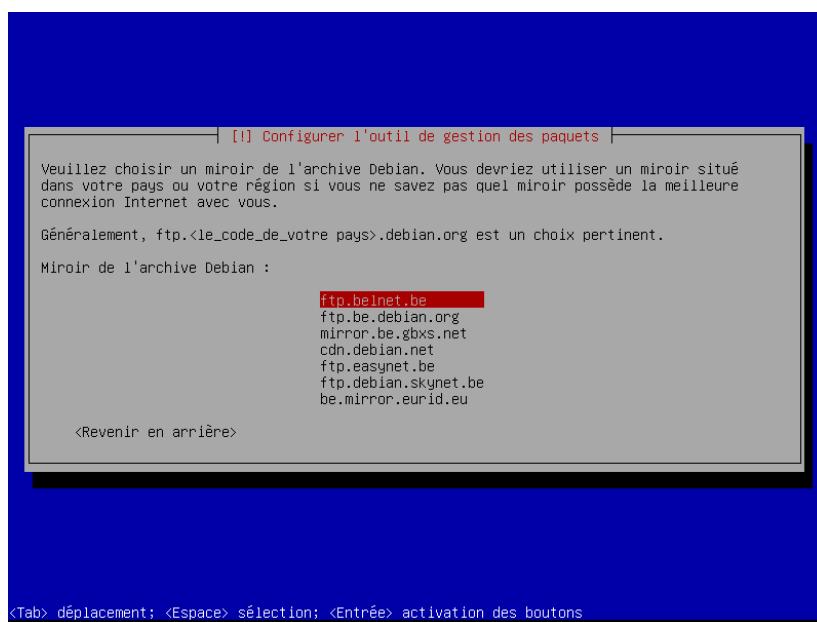 [!] Configurer l'outil de gestion des paquets
Veuillez choisir un miroir de l'archive Debian. Vous devriez utiliser un miroir situé
dans votre pays ou votre région si vous ne savez pas quel miroir possède la meilleure
connexion Internet avec vous.
Généralement, ftp.<le_code_de_votre pays>.debian.org est un choix pertinent.
Miroir de l'archive Debian :
ftp.belnet.be
ftp.be.debian.org
mirror.be.gbxs.net
cdn.debian.net
ftp.easynet.be
ftp.debian.skynet.be
be.mirror.eurid.eu
<Revenir en arrière>
<Tab> déplacement; <Espace> sélection; <Entrée> activation des boutons